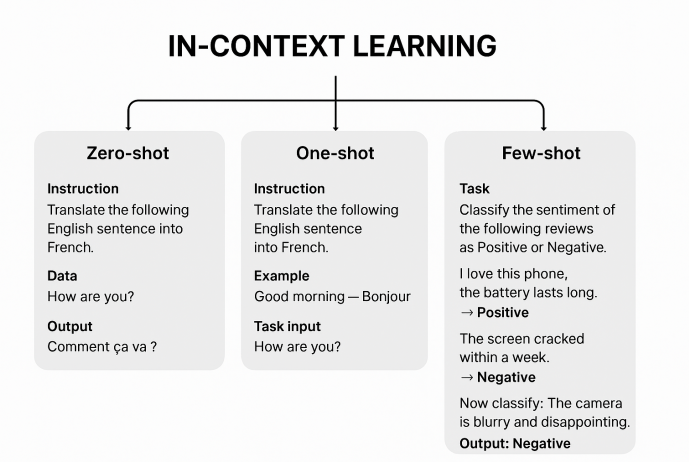 IN-CONTEXT LEARNING
Zero-shot
Instruction
Translate the following
English sentence into
French.
Data
How are you?
Output
Comment ça va ?
One-shot
Instruction
Translate the following
English sentence
into French.
Example
Good morning — Bonjour
Task input
How are you?
Few-shot
Task
Classify the sentiment of
the following reviews
as Positive or Negative.
I love this phone,
the battery lasts long.
→ Positive
The screen cracked
within a week.
→ Negative
Now classify: The camera
is blurry and disappointing.
Output: Negative